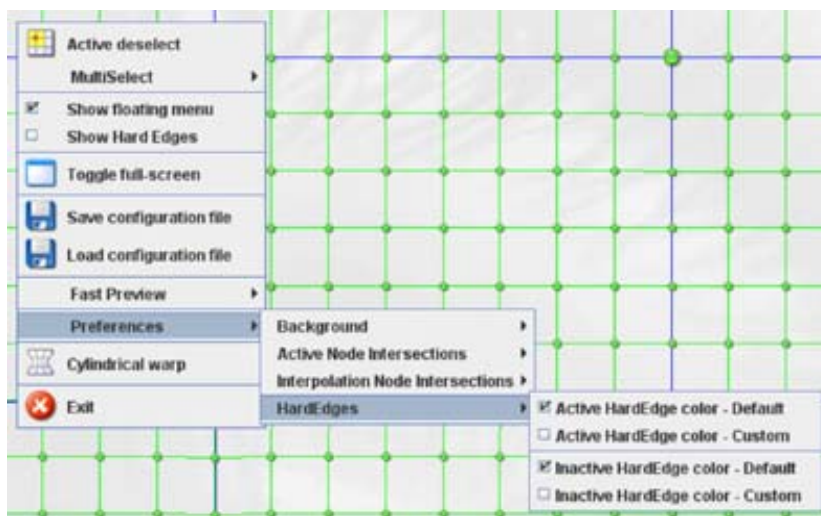 Active deselect
MultiSelect
Show floating menu
Show Hard Edges
Toggle full-screen
Save configuration file
Load configuration file
Fast Preview
Preferences
Cylindrical warp
Exit
Background
Active Node Intersections
Interpolation Node Intersections
HardEdges
Active HardEdge color - Default
Active HardEdge color - Custom
Inactive HardEdge color - Default
Inactive HardEdge color - Custom